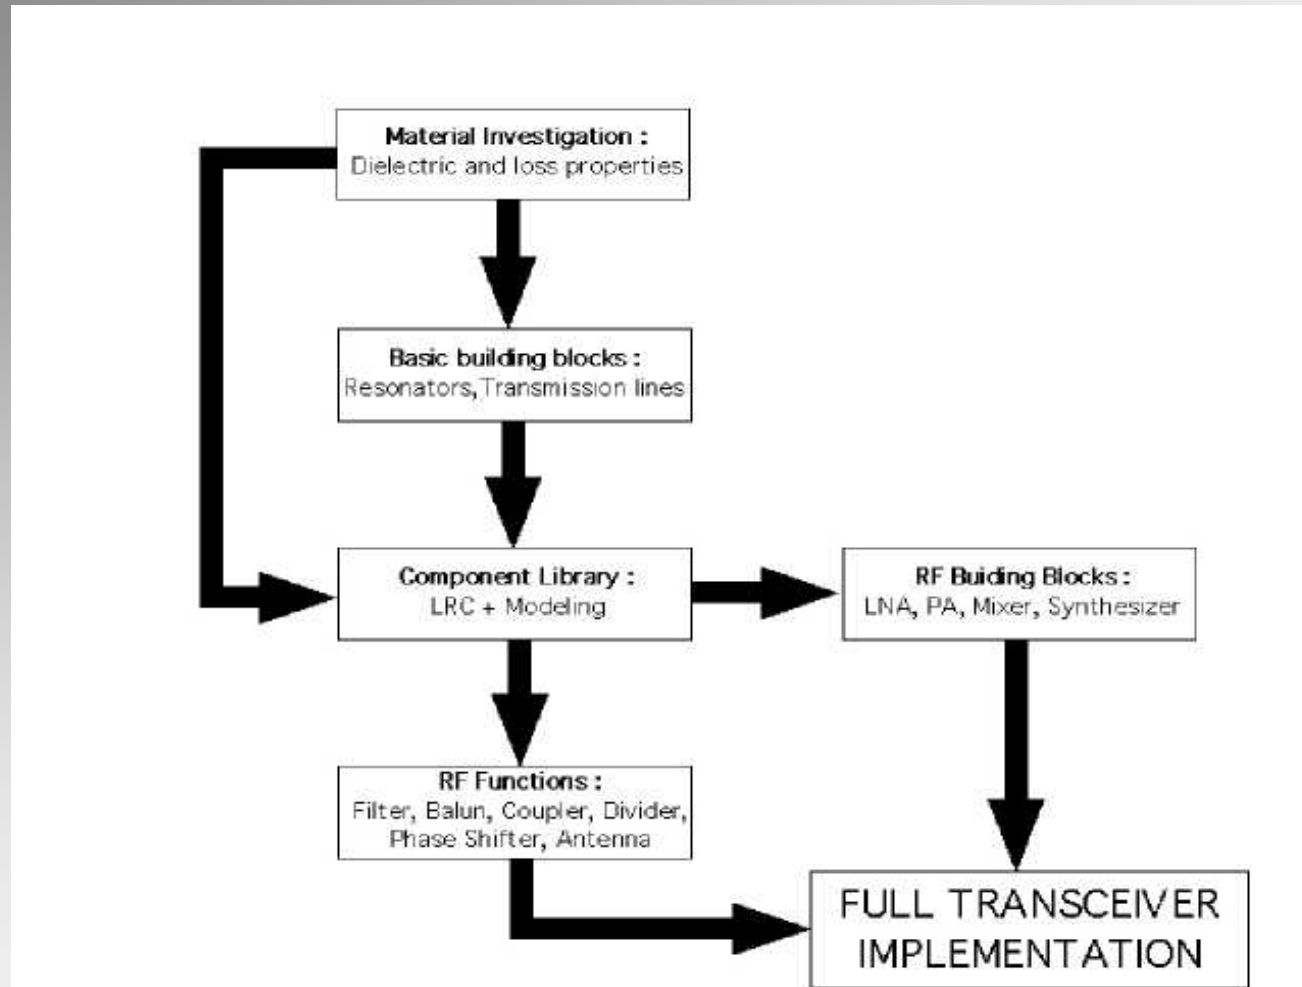 Material Investigation :
Dielectric and loss properties
Basic building blocks :
Resonators,Transmission lines
Component Library :
LRC + Modeling
RF Buiding Blocks :
LNA, PA, Mixer, Synthesizer
RF Functions :
Filter, Balun, Coupler, Divider,
Phase Shifter, Antenna
FULL TRANSCEIVER
IMPLEMENTATION